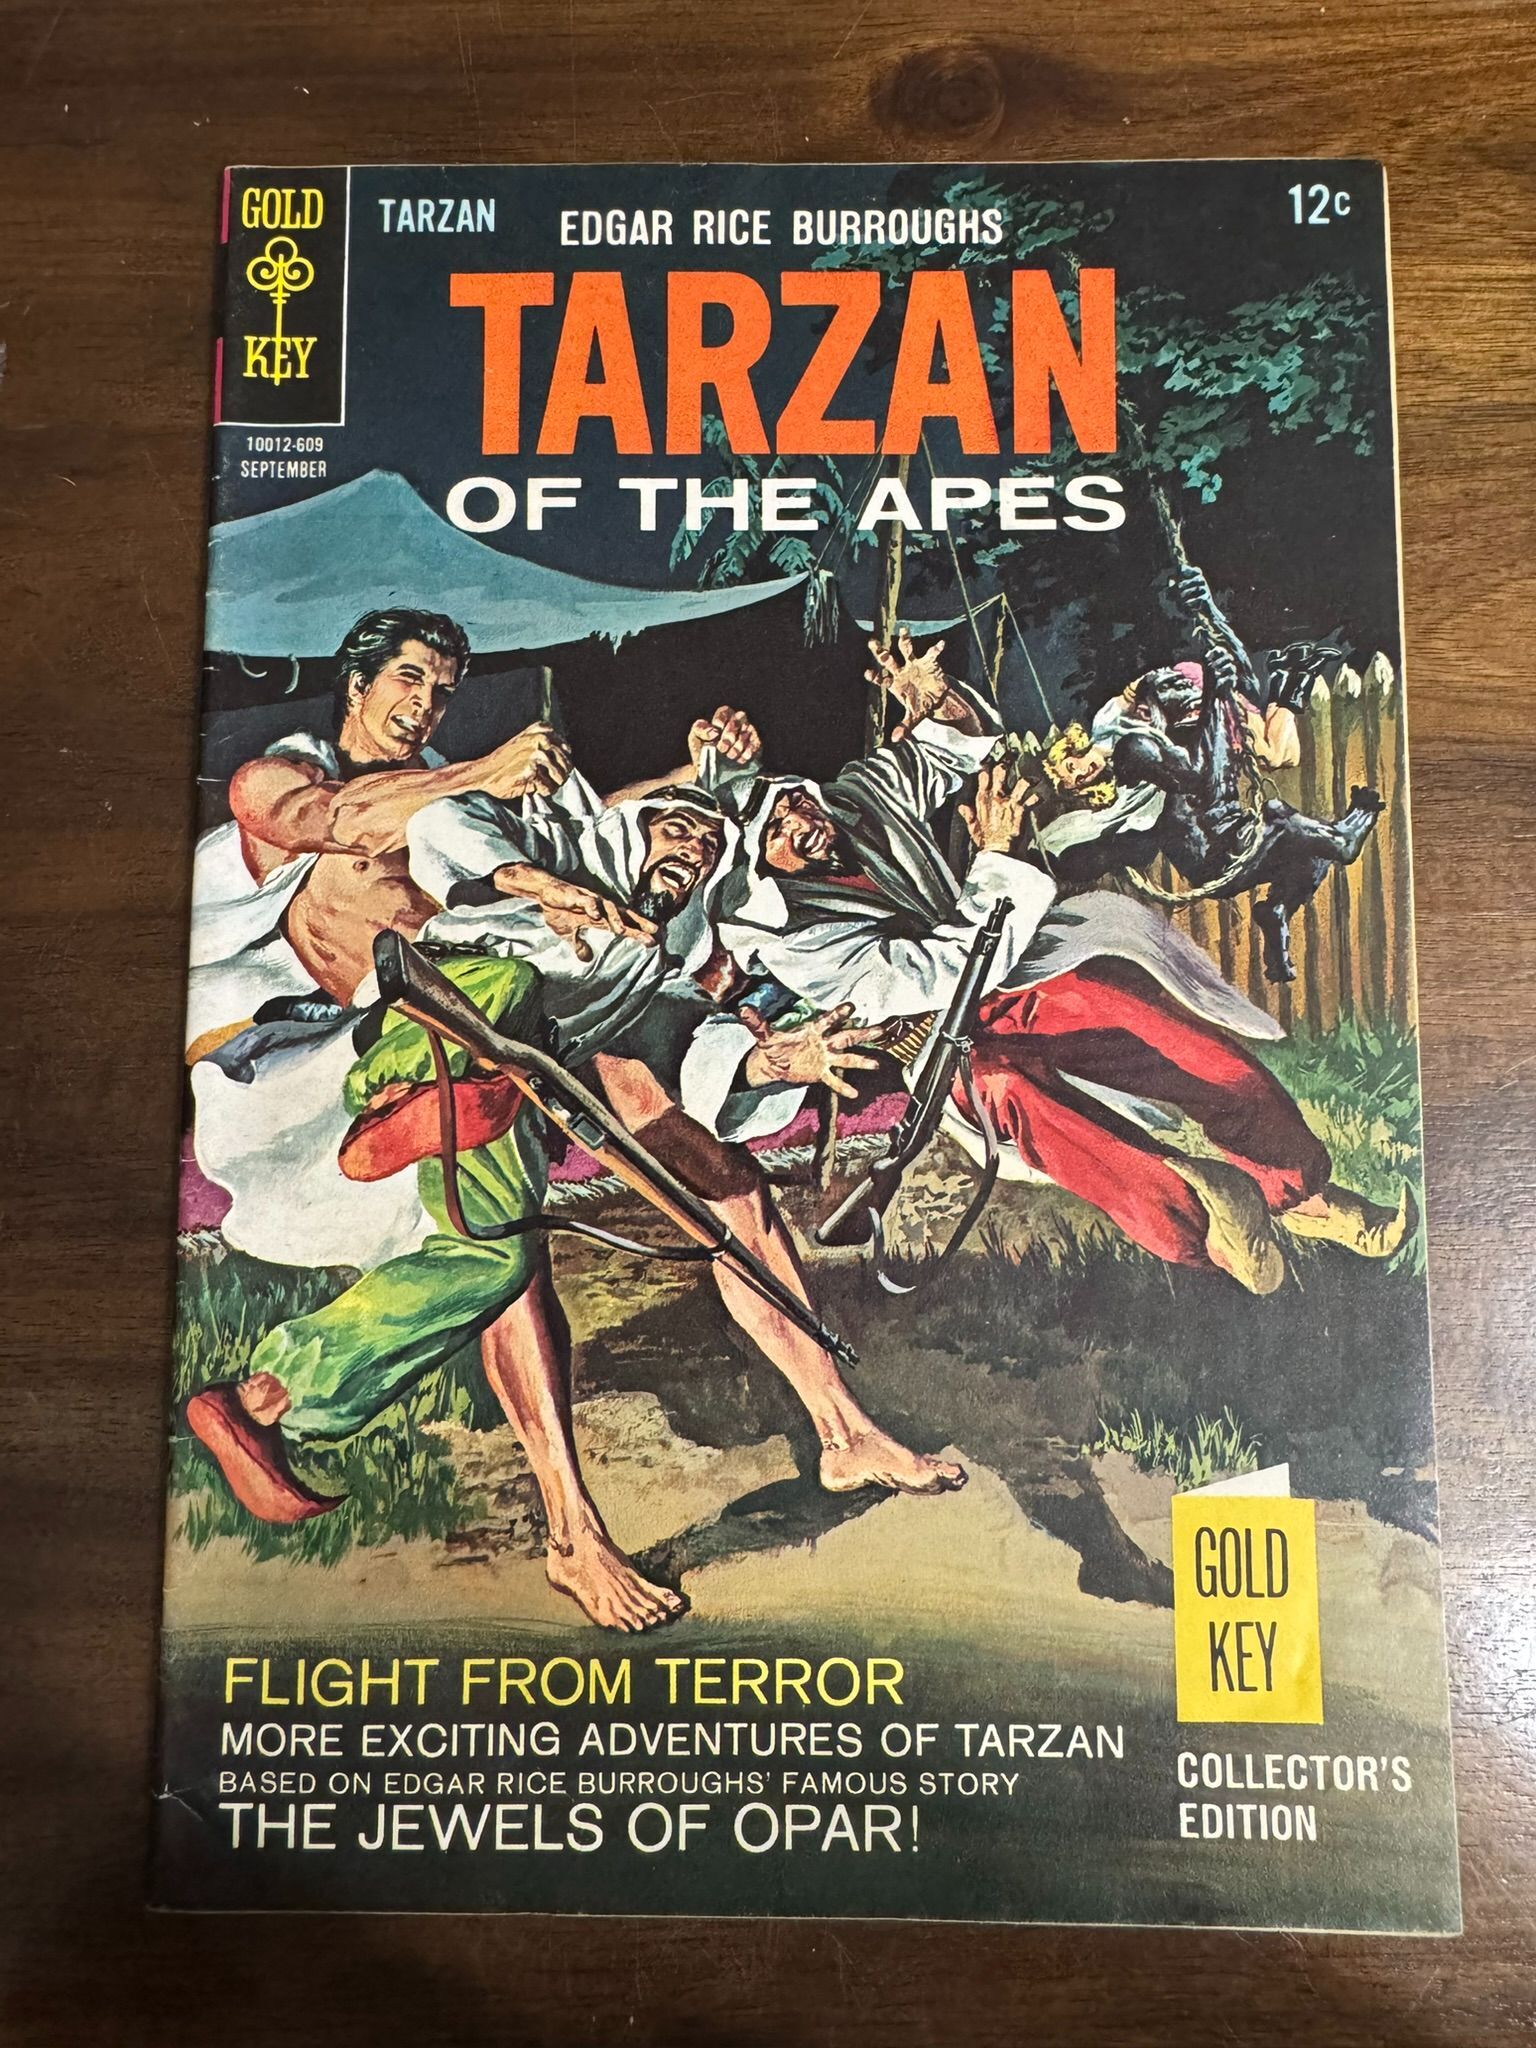 GOLD
KEY
TARZAN
12c
EDGAR RICE BURROUGHS
TARZAN
OF THE APES
10012-609
SEPTEMBER
FLIGHT FROM TERROR
MORE EXCITING ADVENTURES OF TARZAN
BASED ON EDGAR RICE BURROUGHS' FAMOUS STORY
THE JEWELS OF OPAR!
GOLD
KEY
COLLECTOR'S
EDITION